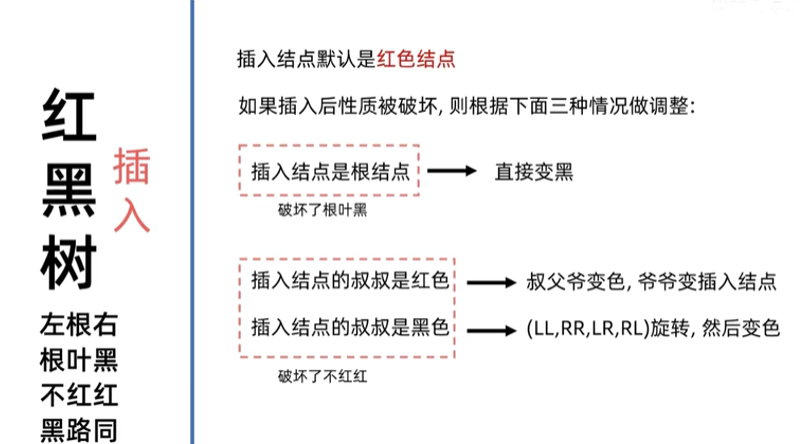 红黑树
插入
左根右
根叶黑
不红红
黑路同
插入结点默认是红色结点
如果插入后性质被破坏, 则根据下面三种情况做调整:
插入结点是根结点
直接变黑
破坏了根叶黑
插入结点的叔叔是红色
叔父爷变色, 爷爷变插入结点
插入结点的叔叔是黑色
(LL,RR,LR,RL)旋转, 然后变色
破坏了不红红